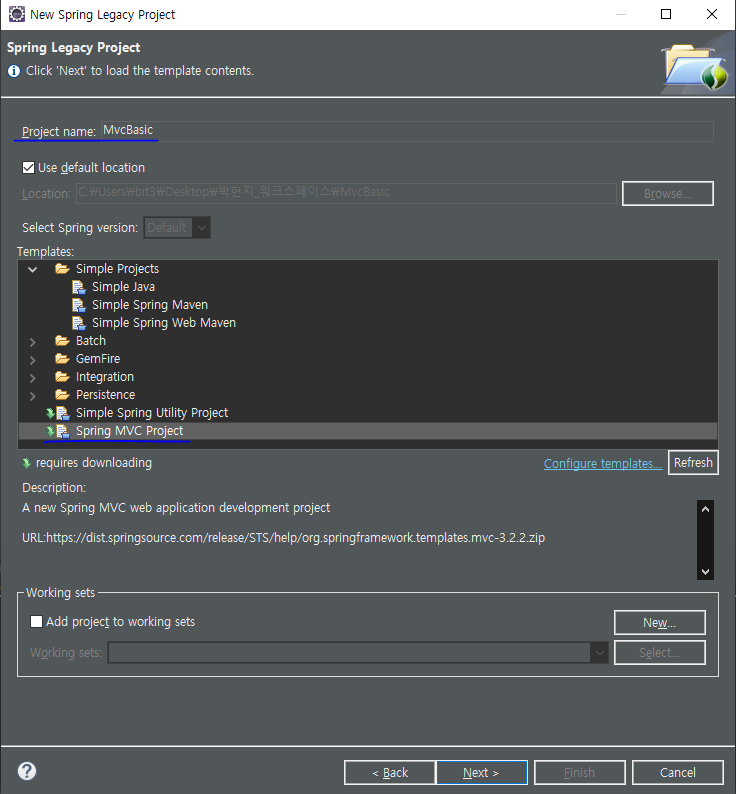 New Spring Legacy Project
Spring Legacy Project
Click 'Next' to load the template contents.
Project name: MvcBasic
Use default location
Location: C:₩Users₩bit3₩Desktop₩박현지_워크스페이스₩MvcBasic Browse...
Select Spring version: Default
Templates:
Simple Projects
Simple Java
Simple Spring Maven
Simple Spring Web Maven
Batch
GemFire
Integration
Persistence
Simple Spring Utility Project
Spring MVC Project
requires downloading Configure templates... Refresh
Description:
A new Spring MVC web application development project
URL:https://dist.springsource.com/release/STS/help/org.springframework.templates.mvc-3.2.2.zip
Working sets
Add project to working sets New...
Working sets: Select...
? < Back Next > Finish Cancel